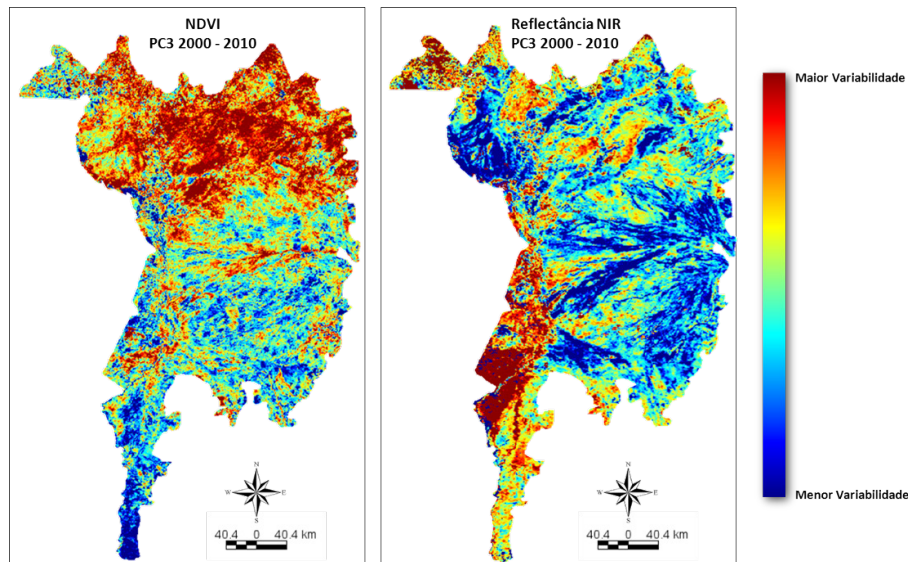 NDVI
PC3 2000 - 2010
N
W E
S
40.4 0 40.4 km
Reflectância NIR
PC3 2000 - 2010
N
W E
S
40.4 0 40.4 km
Maior Variabilidade
Menor Variabilidade